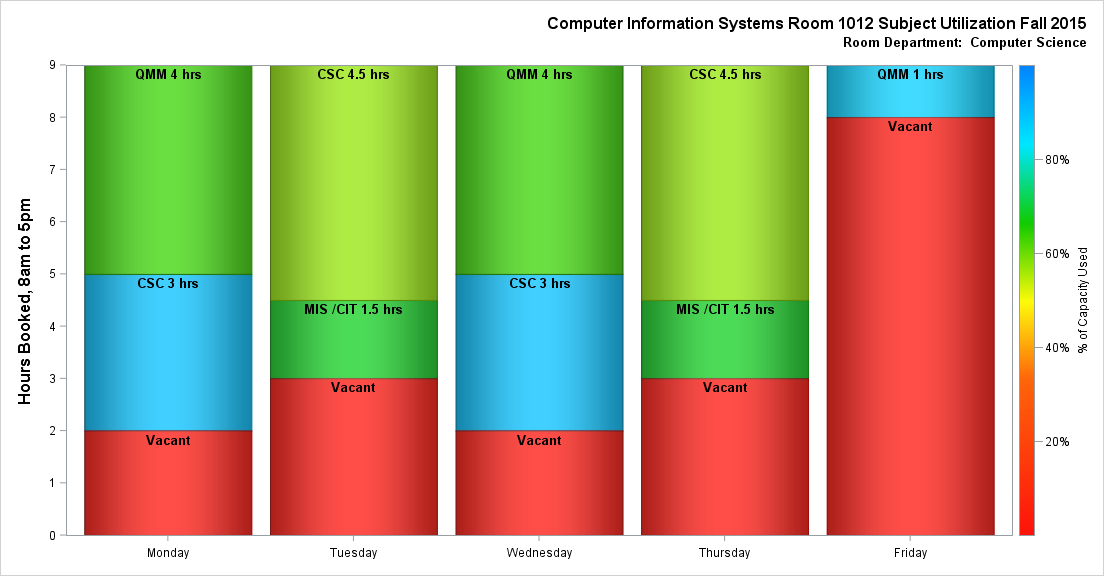 Computer Information Systems Room 1012 Subject Utilization Fall 2015
Room Department:  Computer Science
Hours Booked, 8am to 5pm
9
8
7
6
5
4
3
2
1
0
QMM 4 hrs
CSC 3 hrs
Vacant
CSC 4.5 hrs
MIS /CIT 1.5 hrs
Vacant
QMM 4 hrs
CSC 3 hrs
Vacant
CSC 4.5 hrs
MIS /CIT 1.5 hrs
Vacant
QMM 1 hrs
Vacant
Monday
Tuesday
Wednesday
Thursday
Friday
80%
60%
40%
20%
% of Capacity Used